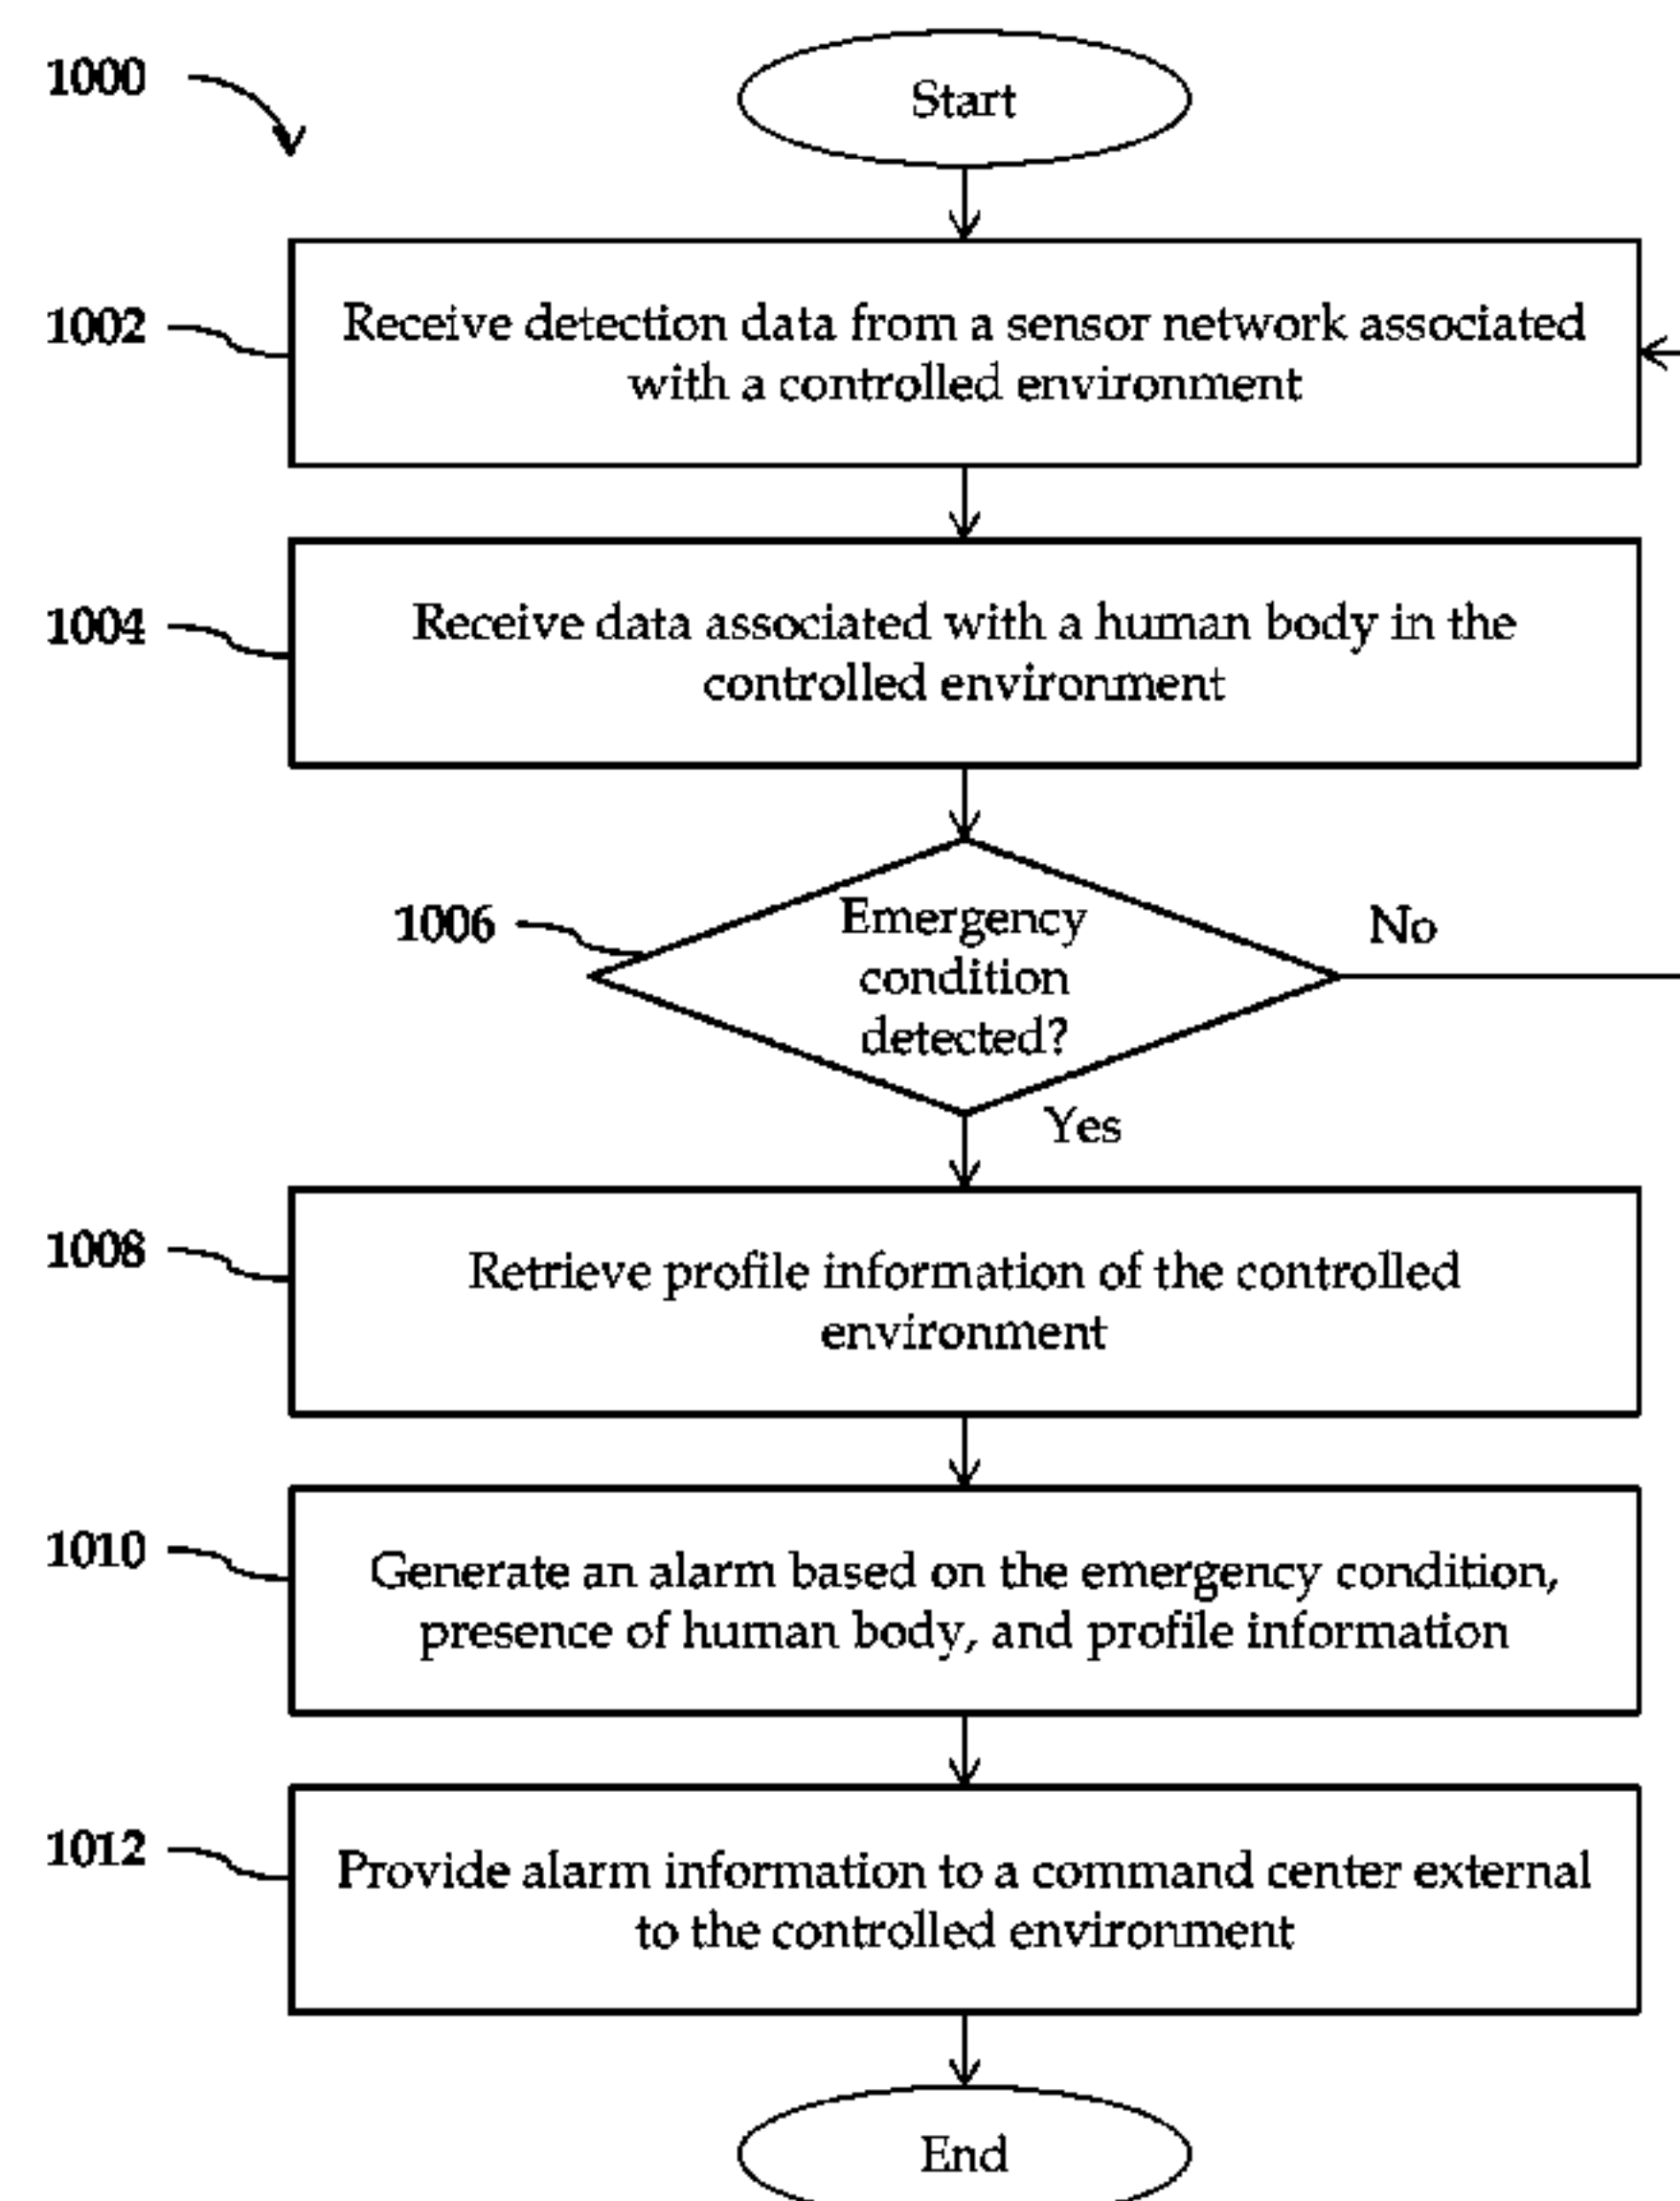 1000
Start
1002
Receive detection data from a sensor network associated
with a controlled environment
1004
Receive data associated with a human body in the
controlled environment
1006
Emergency
condition
detected?
No
Yes
1008
Retrieve profile information of the controlled
environment
1010
Generate an alarm based on the emergency condition,
presence of human body, and profile information
1012
Provide alarm information to a command center external
to the controlled environment
End